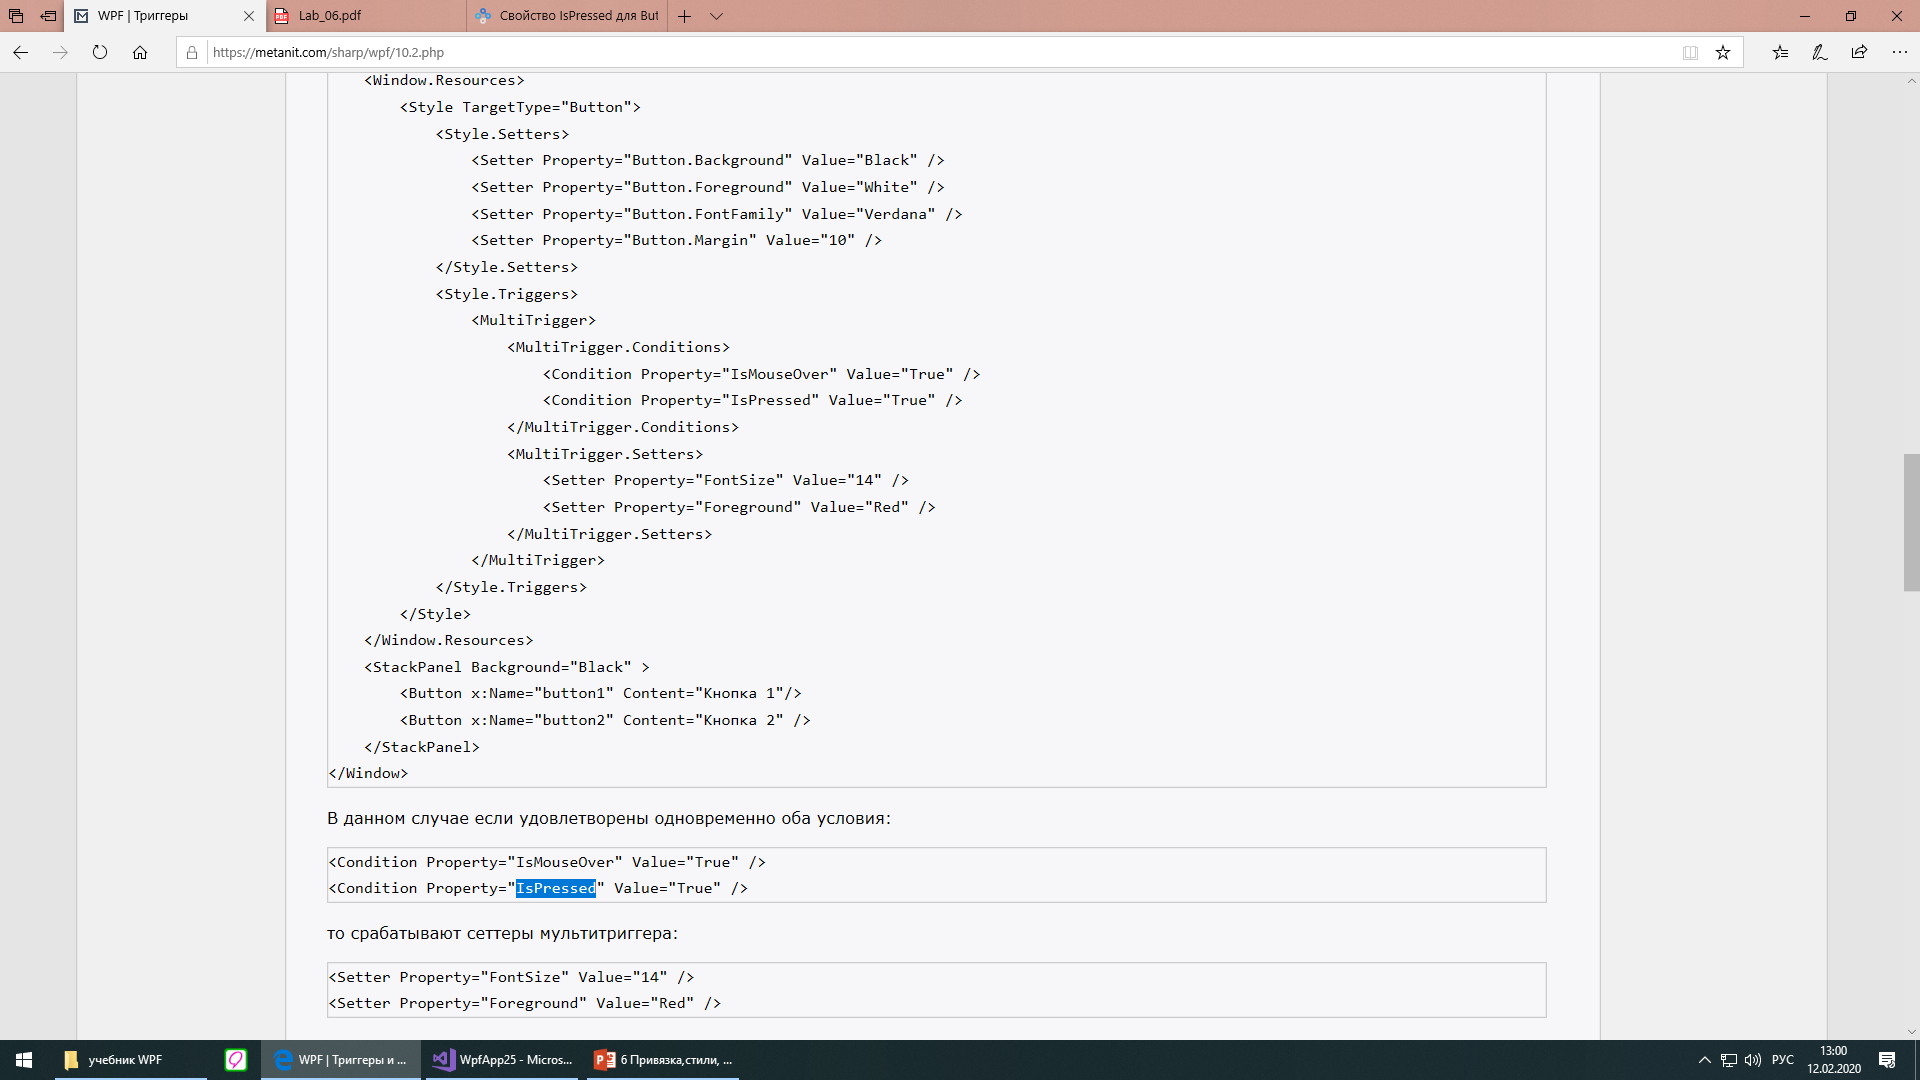 WPF | Триггеры
Lab_06.pdf
Свойство IsPressed для But
https://metanit.com/sharp/wpf/10.2.php
<Window.Resources>
<Style TargetType="Button">
<Style.Setters>
<Setter Property="Button.Background" Value="Black" />
<Setter Property="Button.Foreground" Value="White" />
<Setter Property="Button.FontFamily" Value="Verdana" />
<Setter Property="Button.Margin" Value="10" />
</Style.Setters>
<Style.Triggers>
<MultiTrigger>
<MultiTrigger.Conditions>
<Condition Property="IsMouseOver" Value="True" />
<Condition Property="IsPressed" Value="True" />
</MultiTrigger.Conditions>
<MultiTrigger.Setters>
<Setter Property="FontSize" Value="14" />
<Setter Property="Foreground" Value="Red" />
</MultiTrigger.Setters>
</MultiTrigger>
</Style.Triggers>
</Style>
</Window.Resources>
<StackPanel Background="Black" >
<Button x:Name="button1" Content="Кнопка 1"/>
<Button x:Name="button2" Content="Кнопка 2" />
</StackPanel>
</Window>
В данном случае если удовлетворены одновременно оба условия:
<Condition Property="IsMouseOver" Value="True" />
<Condition Property="IsPressed" Value="True" />
то срабатывают сеттеры мультитриггера:
<Setter Property="FontSize" Value="14" />
<Setter Property="Foreground" Value="Red" />
учебник WPF
WPF | Триггеры и ...
WpfApp25 - Micros...
6 Привязка,стили, ...
РУС
13:00
12.02.2020